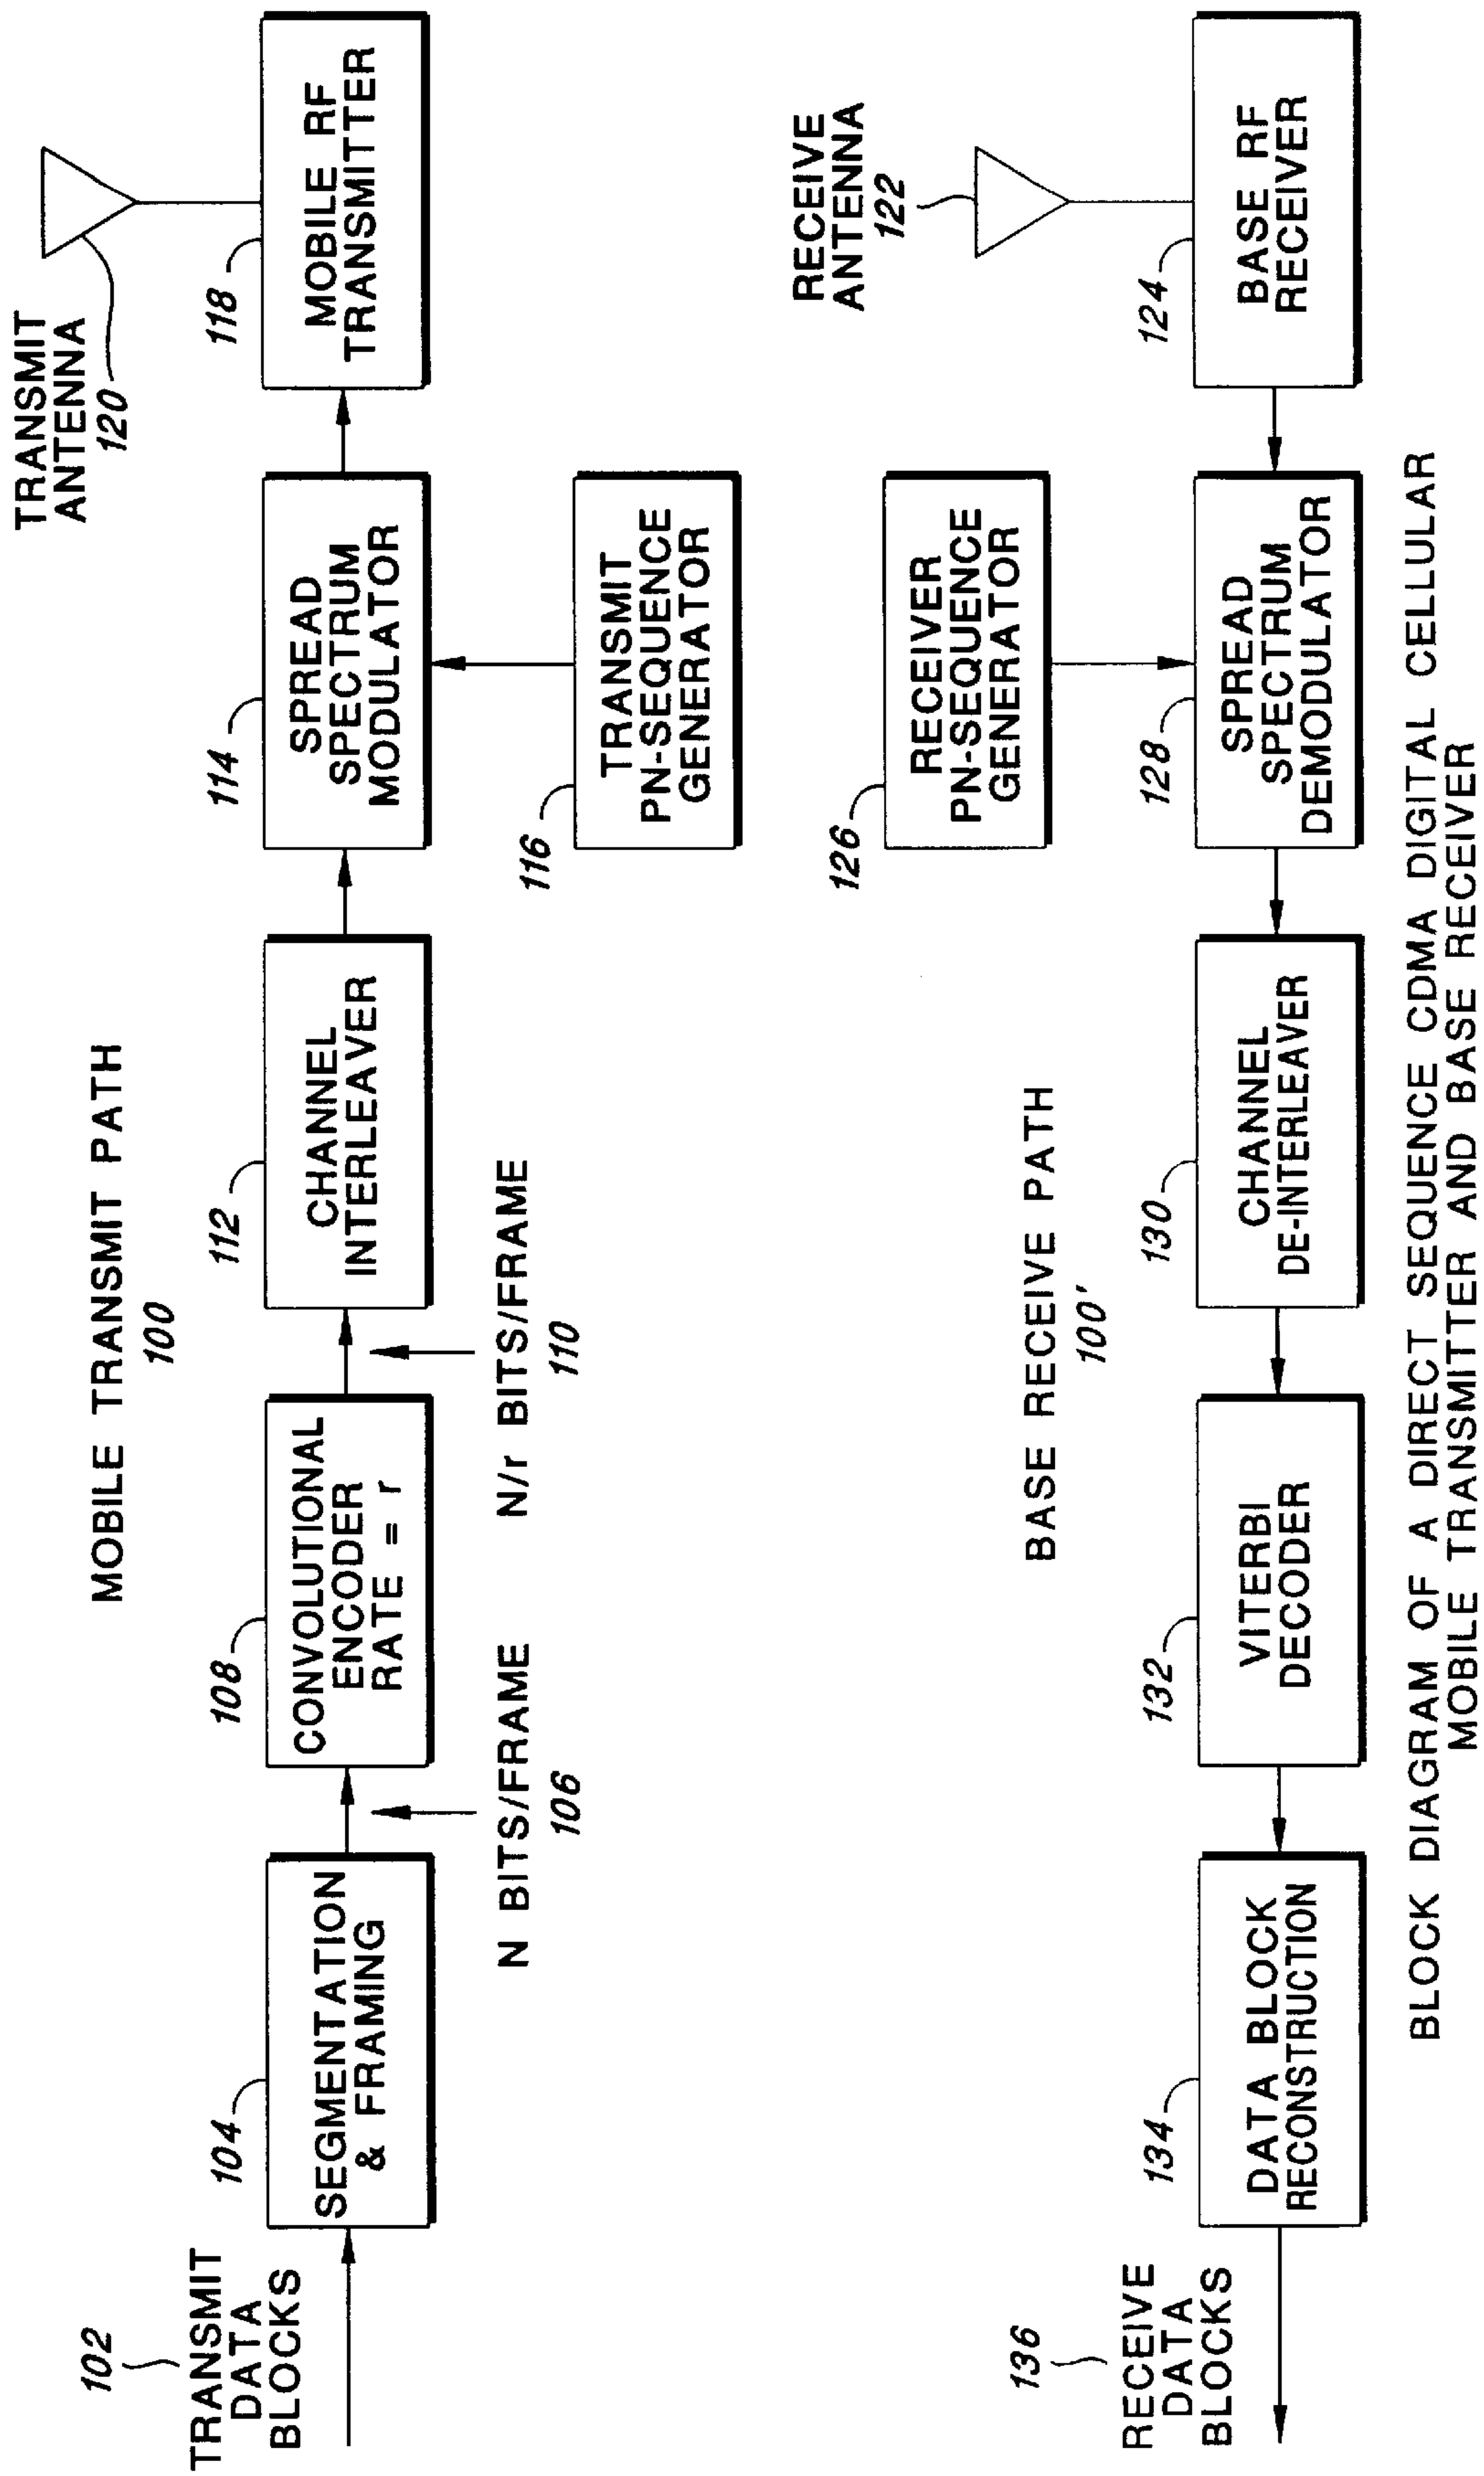 MOBILE TRANSMIT PATH
100
102
TRANSMIT
DATA
BLOCKS
104
SEGMENTATION
& FRAMING
N BITS/FRAME
106
108
CONVOLUTIONAL
ENCODER
RATE = r
N/r BITS/FRAME
110
112
CHANNEL
INTERLEAVER
114
SPREAD
SPECTRUM
MODULATOR
116
TRANSMIT
PN-SEQUENCE
GENERATOR
118
MOBILE RF
TRANSMITTER
TRANSMIT
ANTENNA
120
BASE RECEIVE PATH
100'
RECEIVE
ANTENNA
122
124
BASE RF
RECEIVER
126
RECEIVER
PN-SEQUENCE
GENERATOR
128
SPREAD
SPECTRUM
DEMODULATOR
130
CHANNEL
DE-INTERLEAVER
132
VITERBI
DECODER
134
DATA BLOCK
RECONSTRUCTION
136
RECEIVE
DATA
BLOCKS
BLOCK DIAGRAM OF A DIRECT SEQUENCE CDMA DIGITAL CELLULAR
MOBILE TRANSMITTER AND BASE RECEIVER